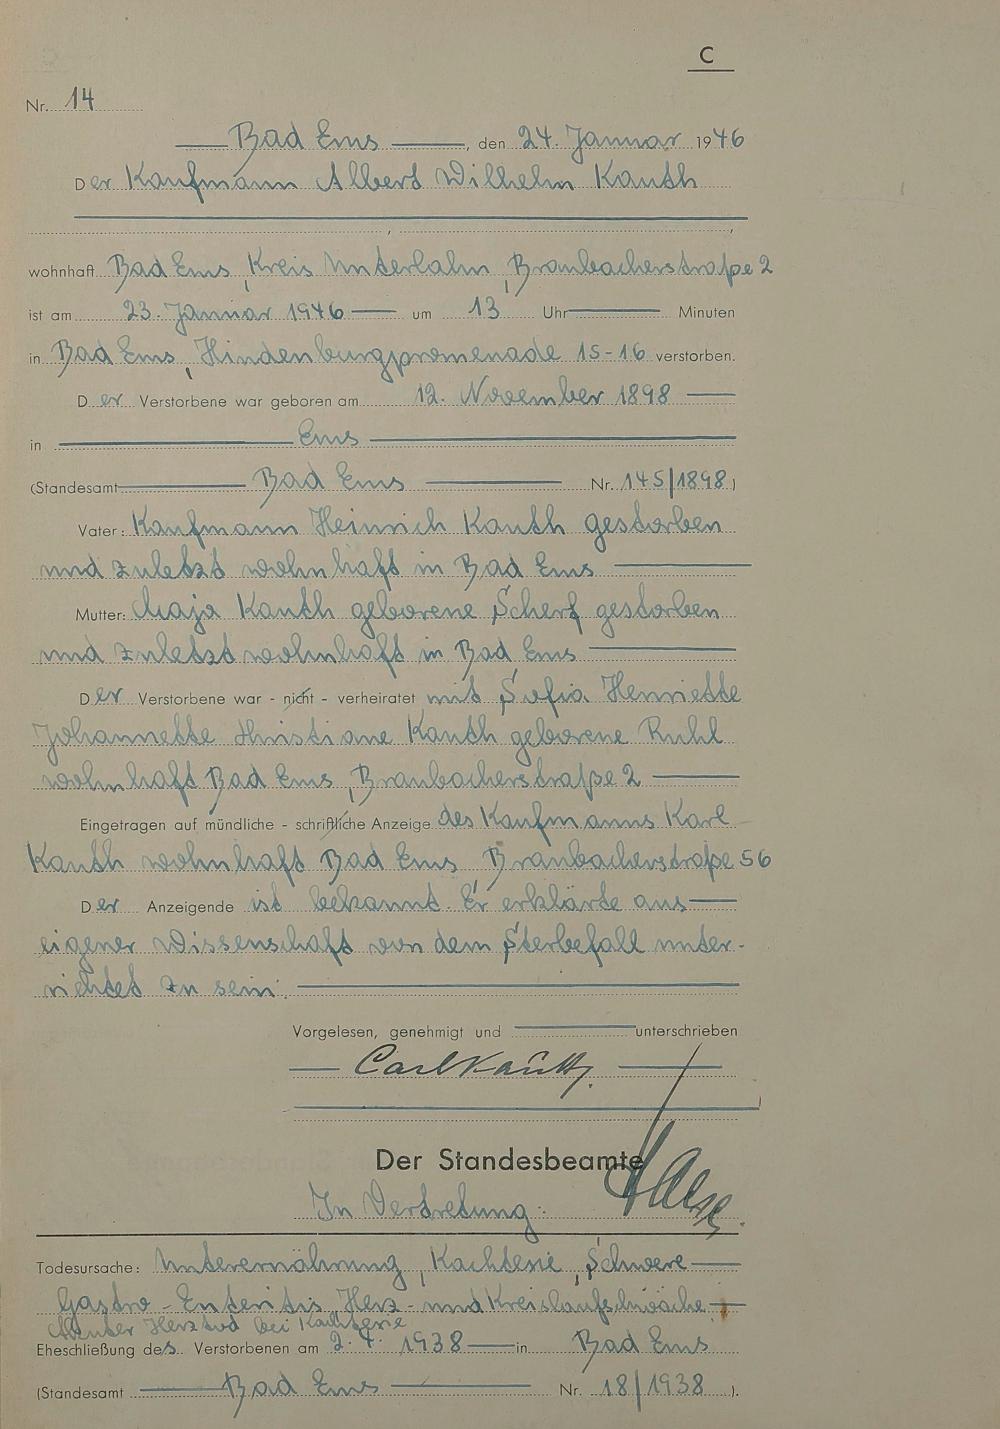 C
Nr. 14
Bad Ems, den 24. Januar 1946
Der Kaufmann Albert Wilhelm Kauth
wohnhaft Bad Ems, Kreis Unterlahn, Braubacherstraße 2
ist am 23. Januar 1946 um 13 Uhr Minuten
in Bad Ems, Hindenburgpromenade 15-16 verstorben.
Der Verstorbene war geboren am 12. November 1898
in Ems
(Standesamt Bad Ems Nr. 145/1898)
Vater: Kaufmann Heinrich Kauth gestorben
und zuletzt wohnhaft in Bad Ems
Mutter: Kauth geborene Scherf gestorben
und zuletzt wohnhaft in Bad Ems
Der Verstorbene war - nicht - verheiratet mit Sofia Henriette
Johannette Christiane Kauth geborene Ruhl
wohnhaft Bad Ems, Braubacherstraße 2
Eingetragen auf mündliche - schriftliche Anzeige des Kaufmanns Karl
Kauth wohnhaft Bad Ems, Braubacherstraße 56
Der Anzeigende ist bekannt. Er erklärte aus
eigener Wissenschaft von dem Sterbefall unter-
richtet zu sein.
Vorgelesen, genehmigt und unterschrieben
Carl Kauth
Der Standesbeamte
In Vertretung:
Todesursache: Unterernährung, Kachexie, Schwere
Gastro-Enteritis, Herz- und Kreislaufschwäche
Akuter Herztod bei Kachexie
Eheschließung des Verstorbenen am 2. 4. 1938 in Bad Ems
(Standesamt Bad Ems Nr. 18/1938).